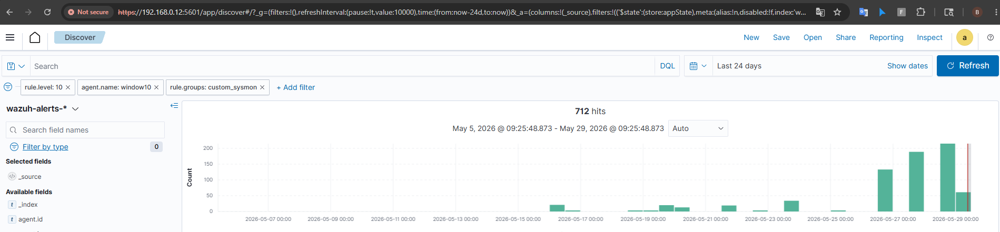 Not secure https://192.168.0.12:5601/app/discover#/?_g=(filters:!(),refreshInterval:(pause:!t,value:10000),time:(from:now-24d,to:now))&_a=(columns:!(_source),filters:!(('$state':(store:appState),meta:(alias:!n,disabled:!f,index:'w... F B
Discover New Save Open Share Reporting Inspect a
Search DQL Last 24 days Show dates Refresh
rule.level: 10 agent.name: window10 rule.groups: custom_sysmon + Add filter
wazuh-alerts-*
Search field names
Filter by type 0
Selected fields
_source
Available fields
t _index
t agent.id
712 hits
May 5, 2026 @ 09:25:48.873 - May 29, 2026 @ 09:25:48.873 Auto
Count
200
150
100
50
0
2026-05-07 00:00 2026-05-09 00:00 2026-05-11 00:00 2026-05-13 00:00 2026-05-15 00:00 2026-05-17 00:00 2026-05-19 00:00 2026-05-21 00:00 2026-05-23 00:00 2026-05-25 00:00 2026-05-27 00:00 2026-05-29 00:00